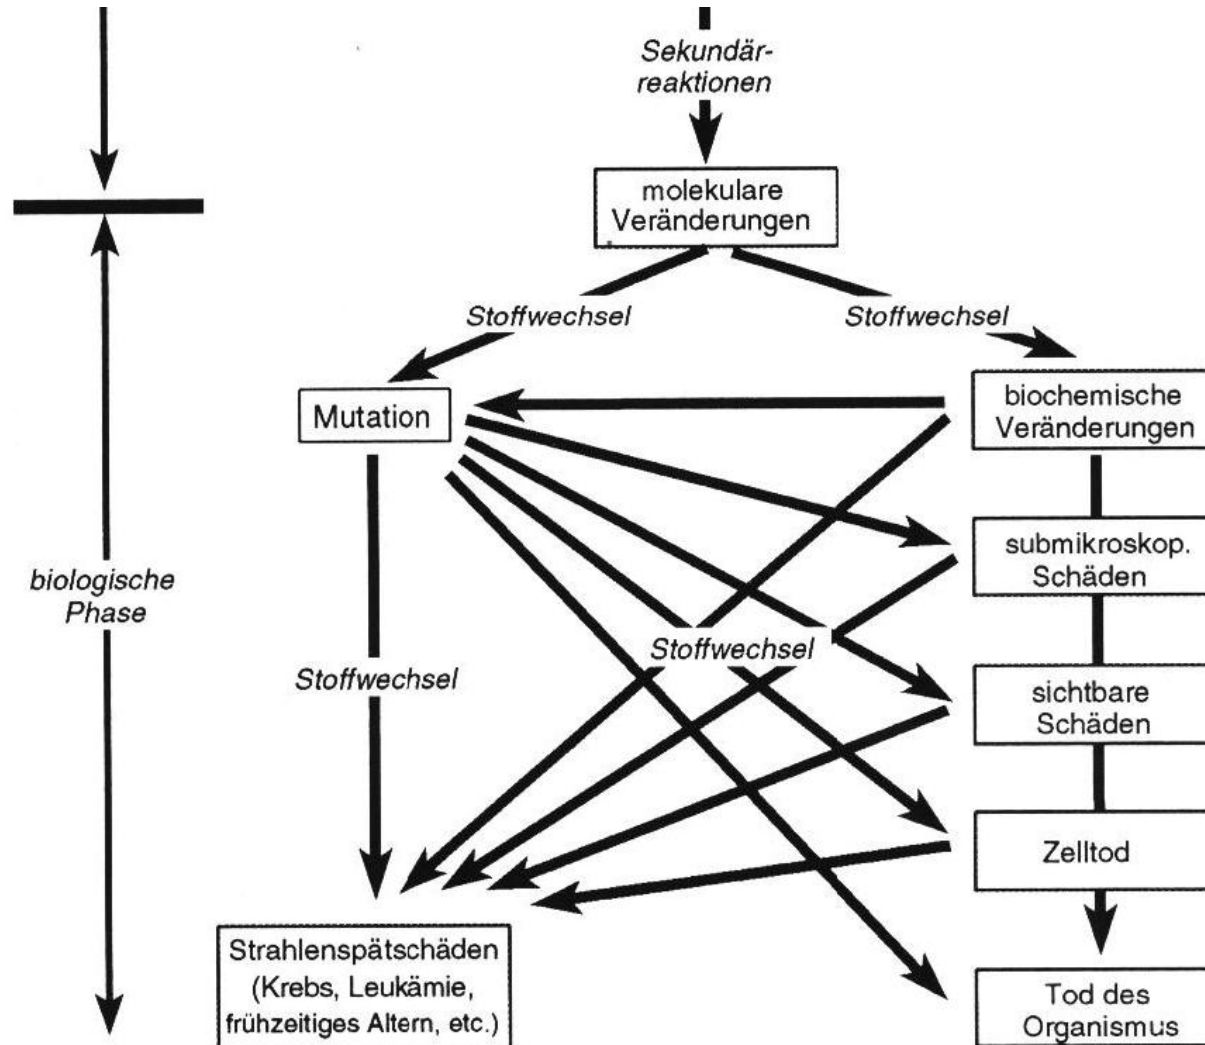 Sekundär-
reaktionen
molekulare
Veränderungen
Stoffwechsel
Stoffwechsel
Mutation
biochemische
Veränderungen
submikroskop.
Schäden
biologische
Phase
Stoffwechsel
Stoffwechsel
sichtbare
Schäden
Zelltod
Strahlenspätschäden
(Krebs, Leukämie,
frühzeitiges Altern, etc.)
Tod des
Organismus